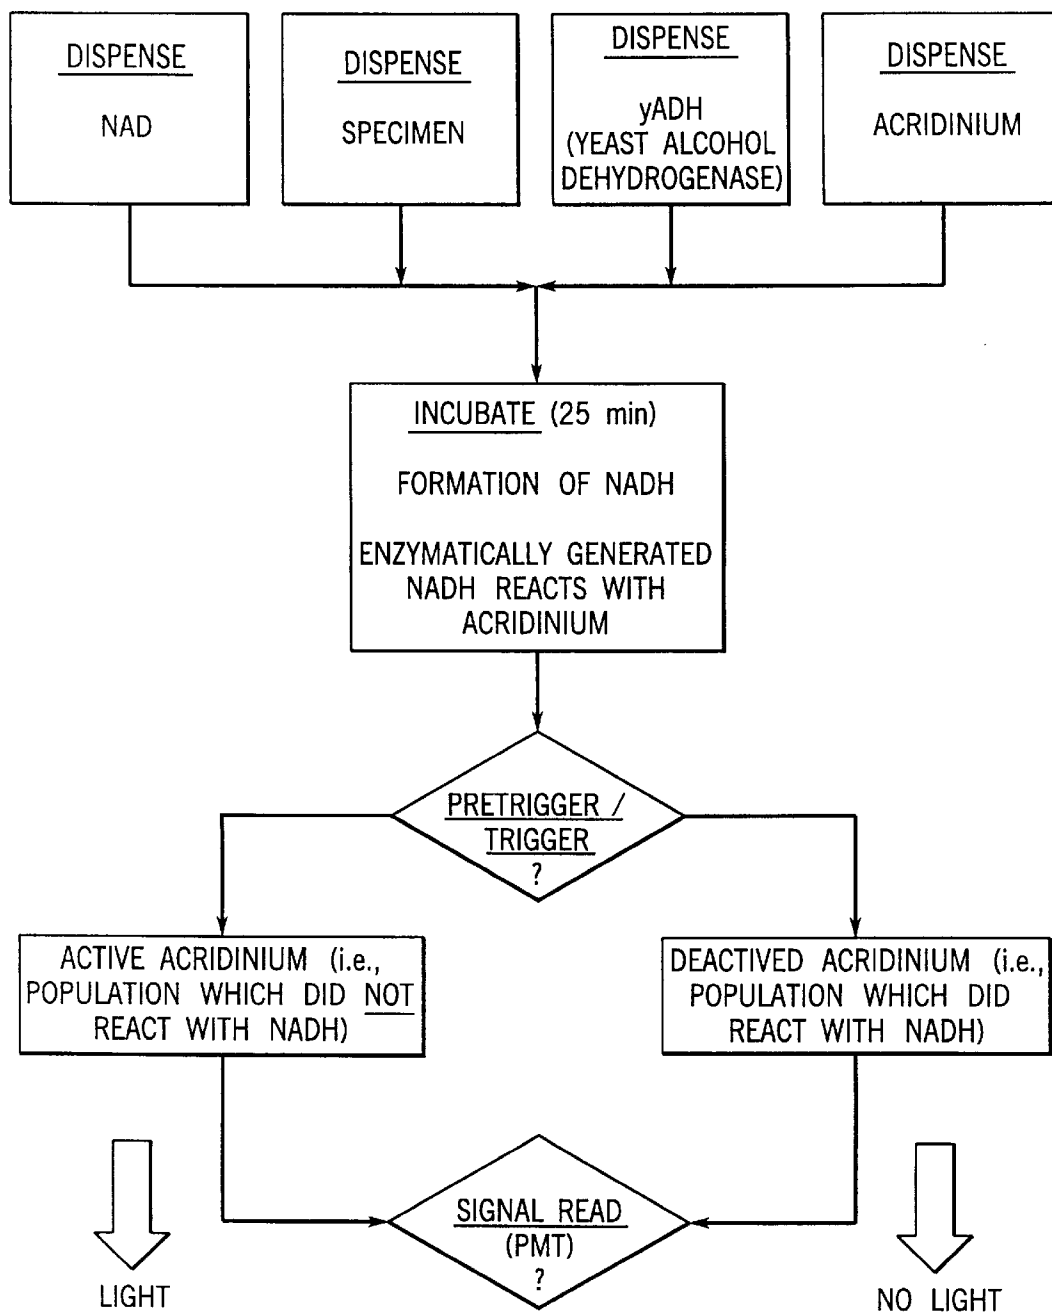 DISPENSE
NAD
DISPENSE
SPECIMEN
DISPENSE
yADH
(YEAST ALCOHOL
DEHYDROGENASE)
DISPENSE
ACRIDINIUM
INCUBATE (25 min)
FORMATION OF NADH
ENZYMATICALLY GENERATED
NADH REACTS WITH
ACRIDINIUM
PRETRIGGER /
TRIGGER
?
ACTIVE ACRIDINIUM (i.e.,
POPULATION WHICH DID NOT
REACT WITH NADH)
DEACTIVED ACRIDINIUM (i.e.,
POPULATION WHICH DID
REACT WITH NADH)
SIGNAL READ
(PMT)
?
LIGHT
NO LIGHT